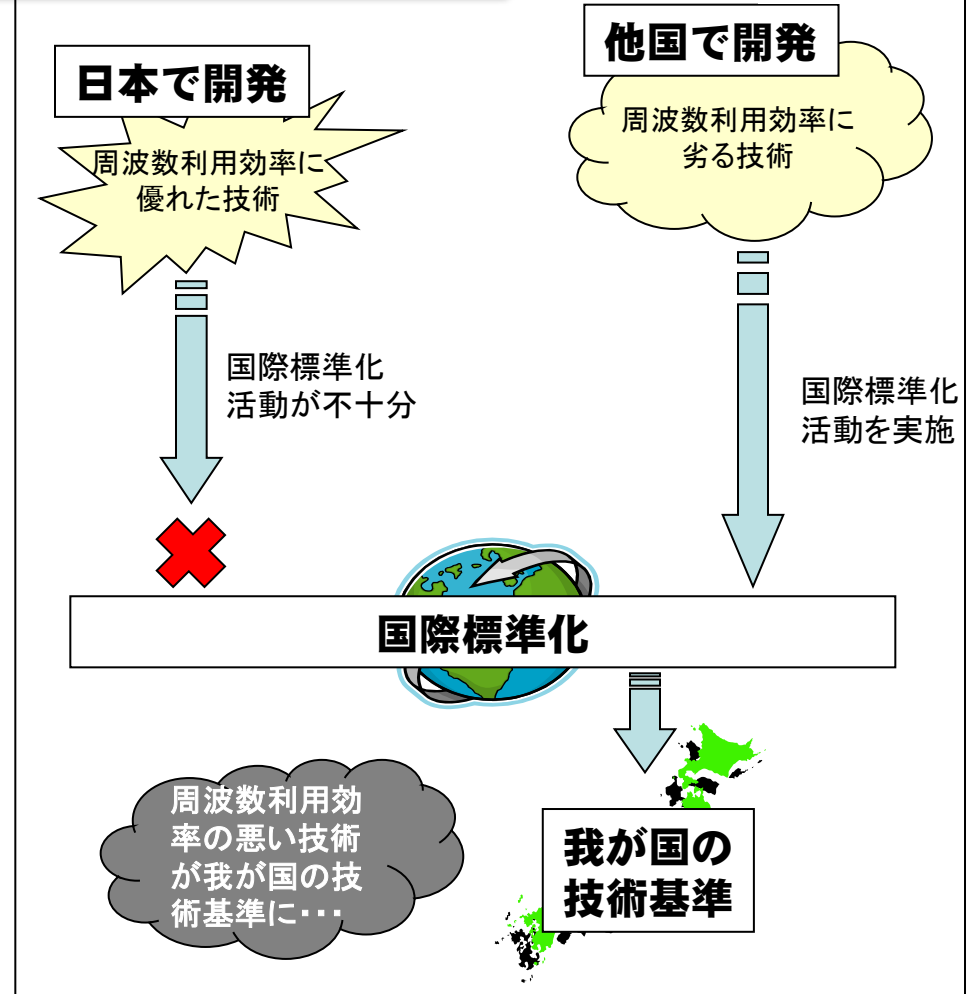 日本で開発
周波数利用効率に
優れた技術
他国で開発
周波数利用効率に
劣る技術
国際標準化
活動が不十分
国際標準化
活動を実施
国際標準化
周波数利用効
率の悪い技術
が我が国の技
術基準に・・・
我が国の
技術基準